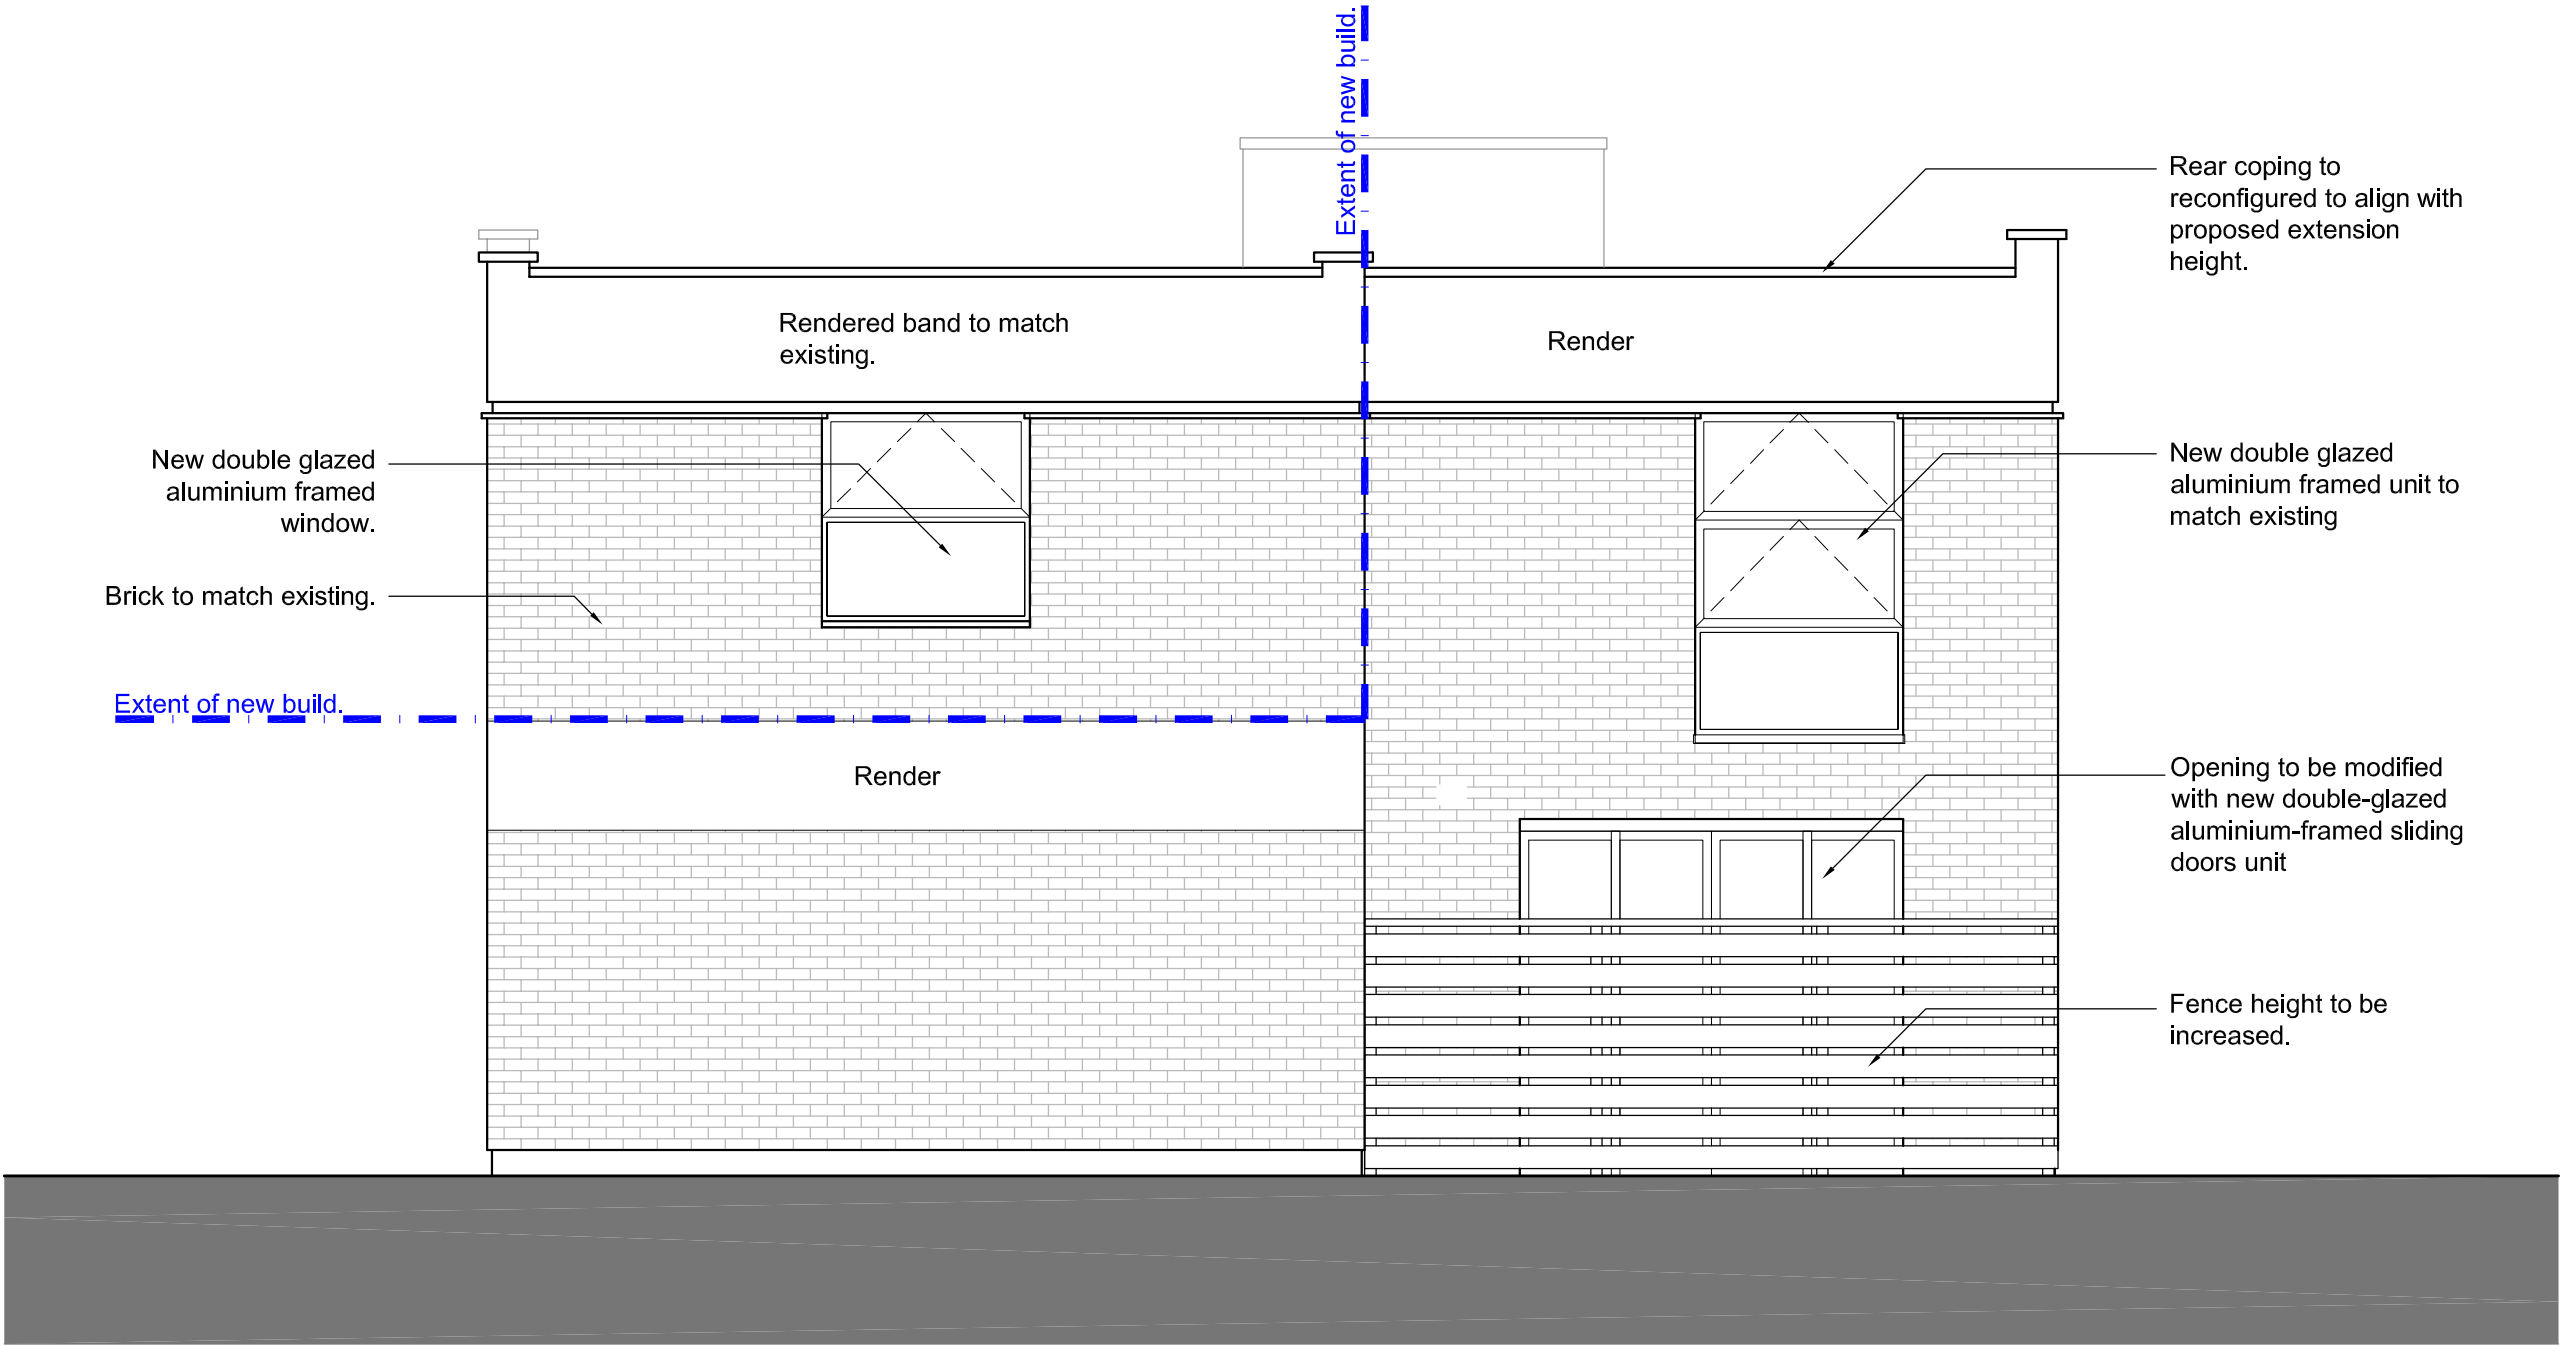 Extent of new build.
Rear coping to
reconfigured to align with
proposed extension
height.
Rendered band to match
existing.
Render
New double glazed
aluminium framed
window.
New double glazed
aluminium framed unit to
match existing
Brick to match existing.
Extent of new build.
Render
Opening to be modified
with new double-glazed
aluminium-framed sliding
doors unit
Fence height to be
increased.